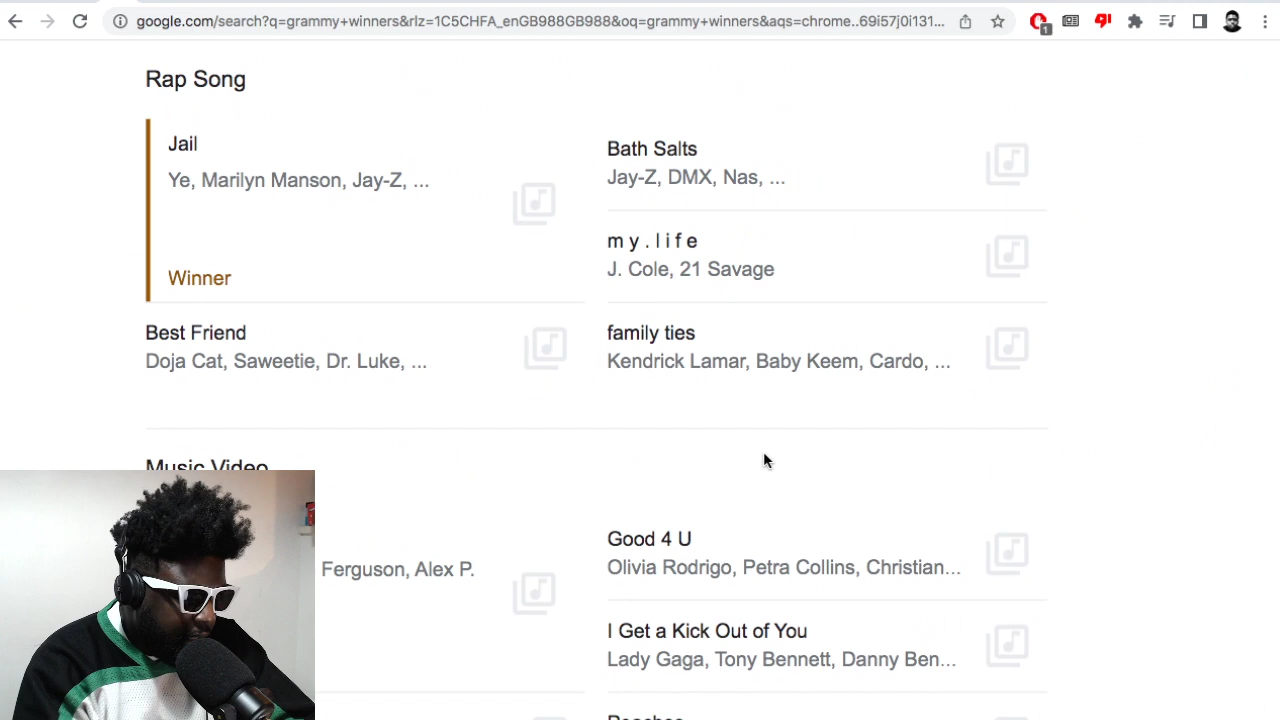 google.com/search?q=grammy+winners&rlz=1C5CHFA_enGB988GB988&oq=grammy+winners&aqs=chrome..69i57j0i131...
1
Rap Song
Jail
Ye, Marilyn Manson, Jay-Z, ...
Winner
Bath Salts
Jay-Z, DMX, Nas, ...
m y . l i f e
J. Cole, 21 Savage
Best Friend
Doja Cat, Saweetie, Dr. Luke, ...
family ties
Kendrick Lamar, Baby Keem, Cardo, ...
Music Video
Ferguson, Alex P.
Good 4 U
Olivia Rodrigo, Petra Collins, Christian...
I Get a Kick Out of You
Lady Gaga, Tony Bennett, Danny Ben...
Peaches